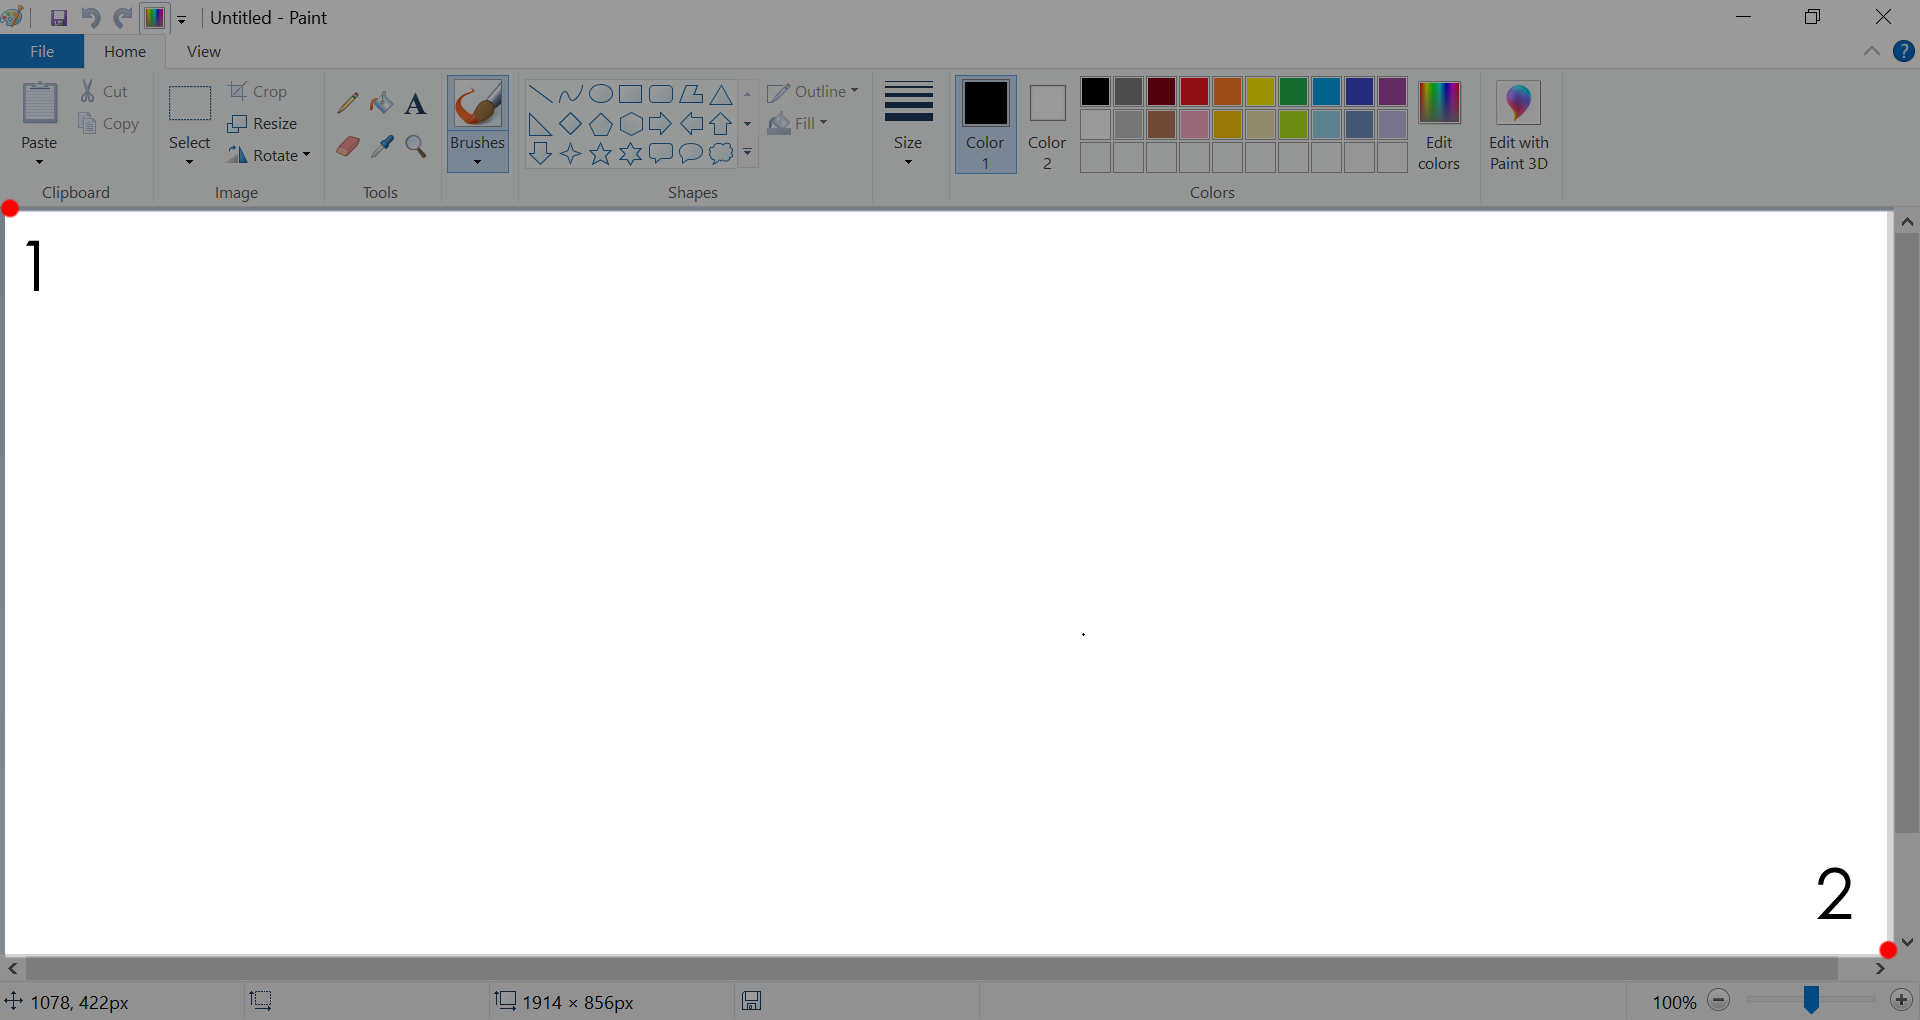 Untitled - Paint
File Home View
Paste
Cut
Copy
Clipboard
Select
Crop
Resize
Rotate
Image
Tools
Brushes
Shapes
Outline
Fill
Size
Color 1
Color 2
Colors
Edit colors
Edit with Paint 3D
1
2
1078, 422px
1914 × 856px
100%